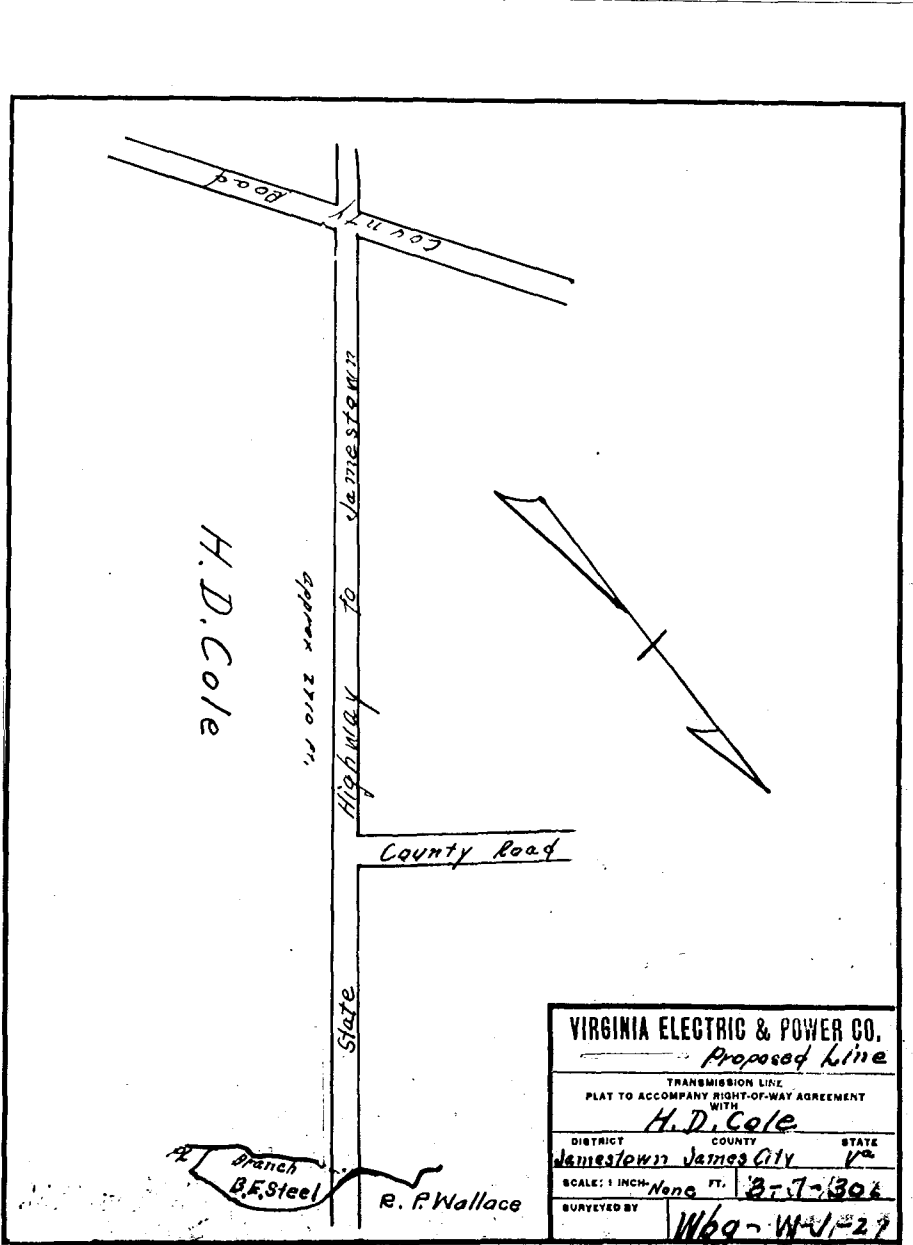 County Road
State Highway to Jamestown
H. D. Cole
approx 2710 ft.
County Road
PL
Branch
B.F. Steel
R. P. Wallace
VIRGINIA ELECTRIC & POWER CO.
Proposed Line
TRANSMISSION LINE
PLAT TO ACCOMPANY RIGHT-OF-WAY AGREEMENT
WITH
H. D. Cole
DISTRICT COUNTY STATE
Jamestown James City Va
SCALE: 1 INCH- None FT.
SURVEYED BY